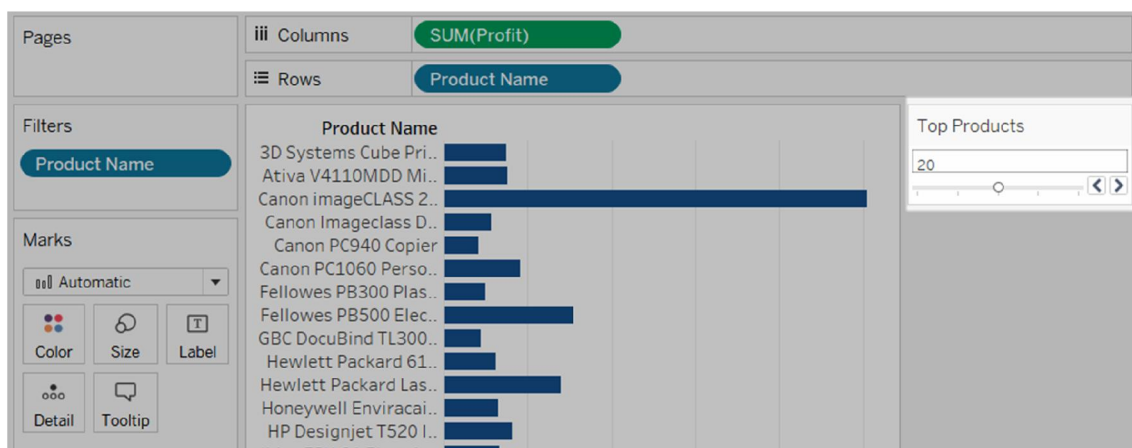 Pages
Columns
SUM(Profit)
Rows
Product Name
Filters
Product Name
Marks
Automatic
Color
Size
T
Label
Detail
Tooltip
Product Name
3D Systems Cube Pri..
Ativa V4110MDD Mi..
Canon imageCLASS 2..
Canon Imageclass D..
Canon PC940 Copier
Canon PC1060 Perso..
Fellowes PB300 Plas..
Fellowes PB500 Elec..
GBC DocuBind TL300..
Hewlett Packard 61..
Hewlett Packard Las..
Honeywell Enviracai..
HP Designjet T520 I..
Top Products
20